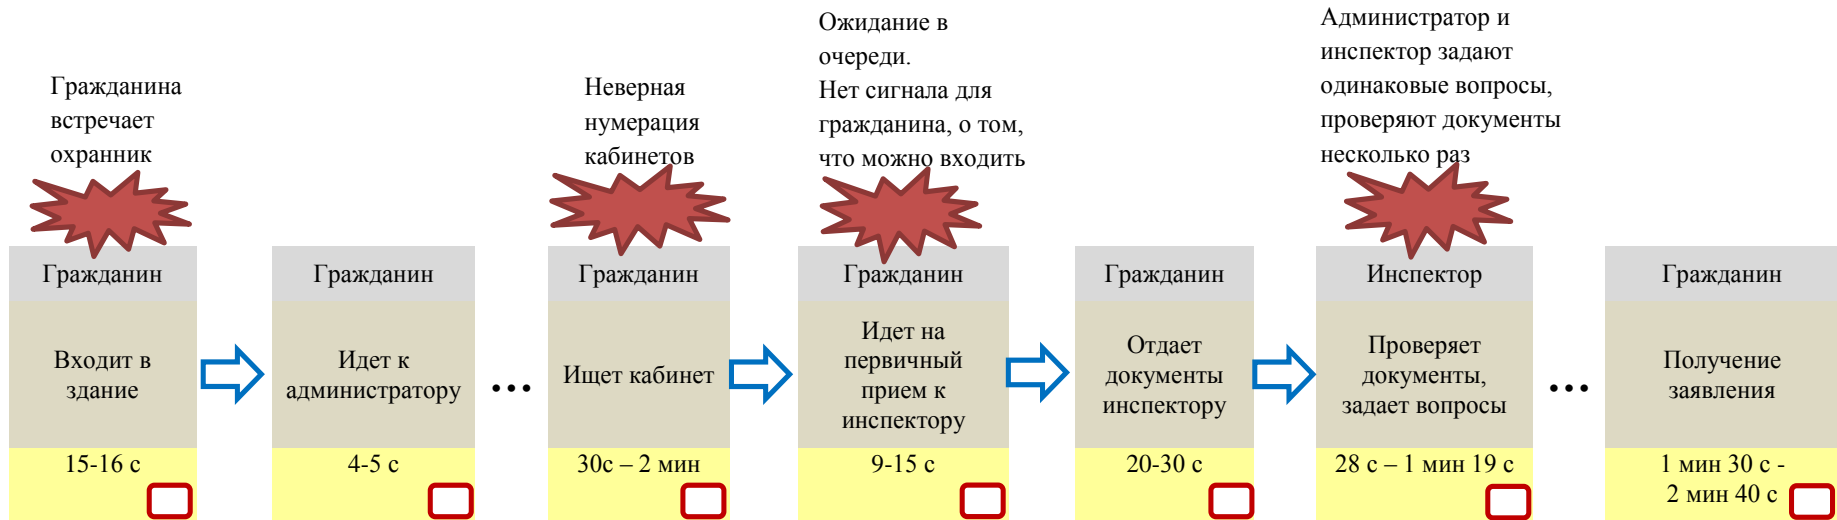 Гражданина
встречает
охранник
Неверная
нумерация
кабинетов
Ожидание в
очереди.
Нет сигнала для
гражданина, о том,
что можно входить
Администратор и
инспектор задают
одинаковые вопросы,
проверяют документы
несколько раз
Гражданин
Входит в
здание
15-16 с
Гражданин
Идет к
администратору
4-5 с
...
Гражданин
Ищет кабинет
30с – 2 мин
Гражданин
Идет на
первичный
прием к
инспектору
9-15 с
Гражданин
Отдает
документы
инспектору
20-30 с
Инспектор
Проверяет
документы,
задает вопросы
28 с – 1 мин 19 с
...
Гражданин
Получение
заявления
1 мин 30 с -
2 мин 40 с